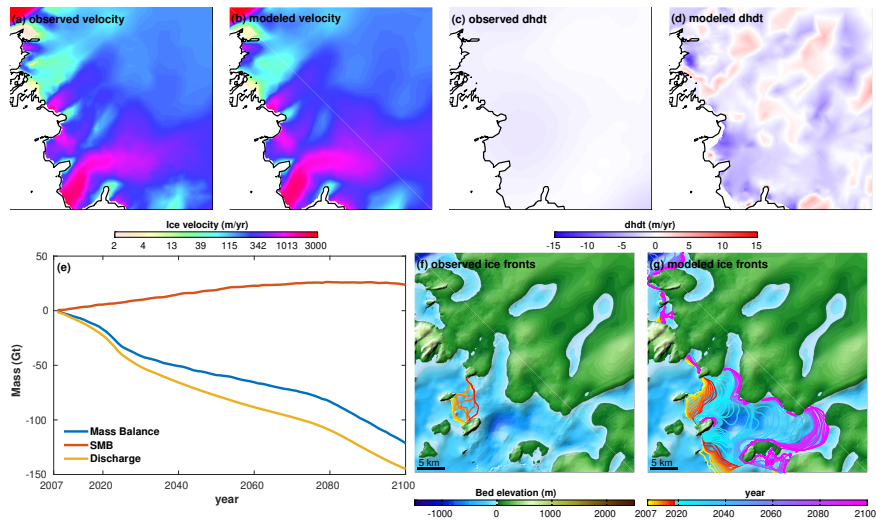 (a) observed velocity
(b) modeled velocity
(c) observed dhdt
(d) modeled dhdt
Ice velocity (m/yr)
2 4 13 39 115 342 1013 3000
dhdt (m/yr)
-15 -10 -5 0 5 10 15
(e)
50
0
-50
-100
-150
Mass (Gt)
Mass Balance
SMB
Discharge
2007 2020 2040 2060 2080 2100
year
(f) observed ice fronts
5 km
(g) modeled ice fronts
5 km
Bed elevation (m)
-1000 0 1000 2000
year
2007 2020 2040 2060 2080 2100